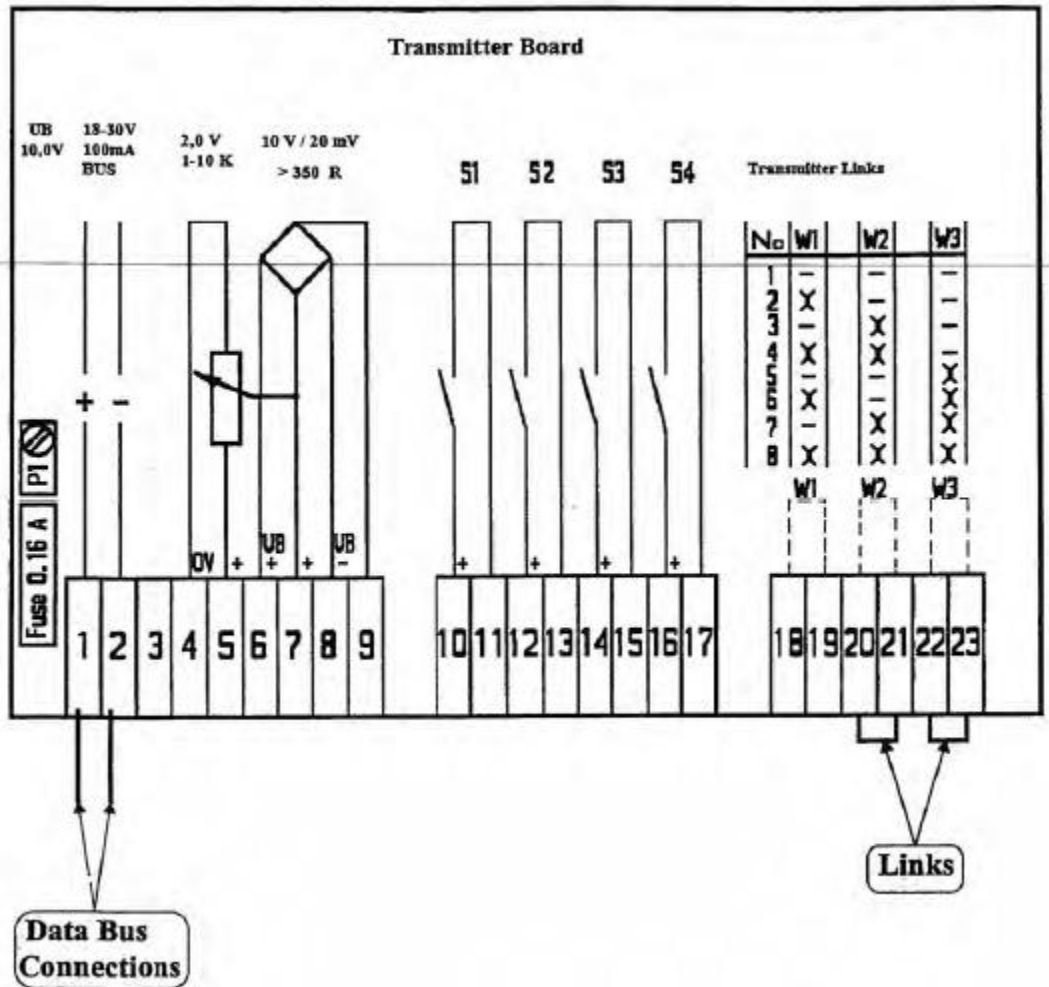 Transmitter Board
UB
10,0V
18-30V
100mA
BUS
2,0 V
1-10 K
10 V / 20 mV
> 350 R
S1 S2 S3 S4
Transmitter Links
No W1 W2 W3
1 - - -
2 X - -
3 - X -
4 X X -
5 - - X
6 X - X
7 - X X
8 X X X
W1 W2 W3
+ -
P1
Fuse 0.16 A
0V + UB + + UB -
+ + + +
1 2 3 4 5 6 7 8 9 10 11 12 13 14 15 16 17 18 19 20 21 22 23
Links
Data Bus
Connections